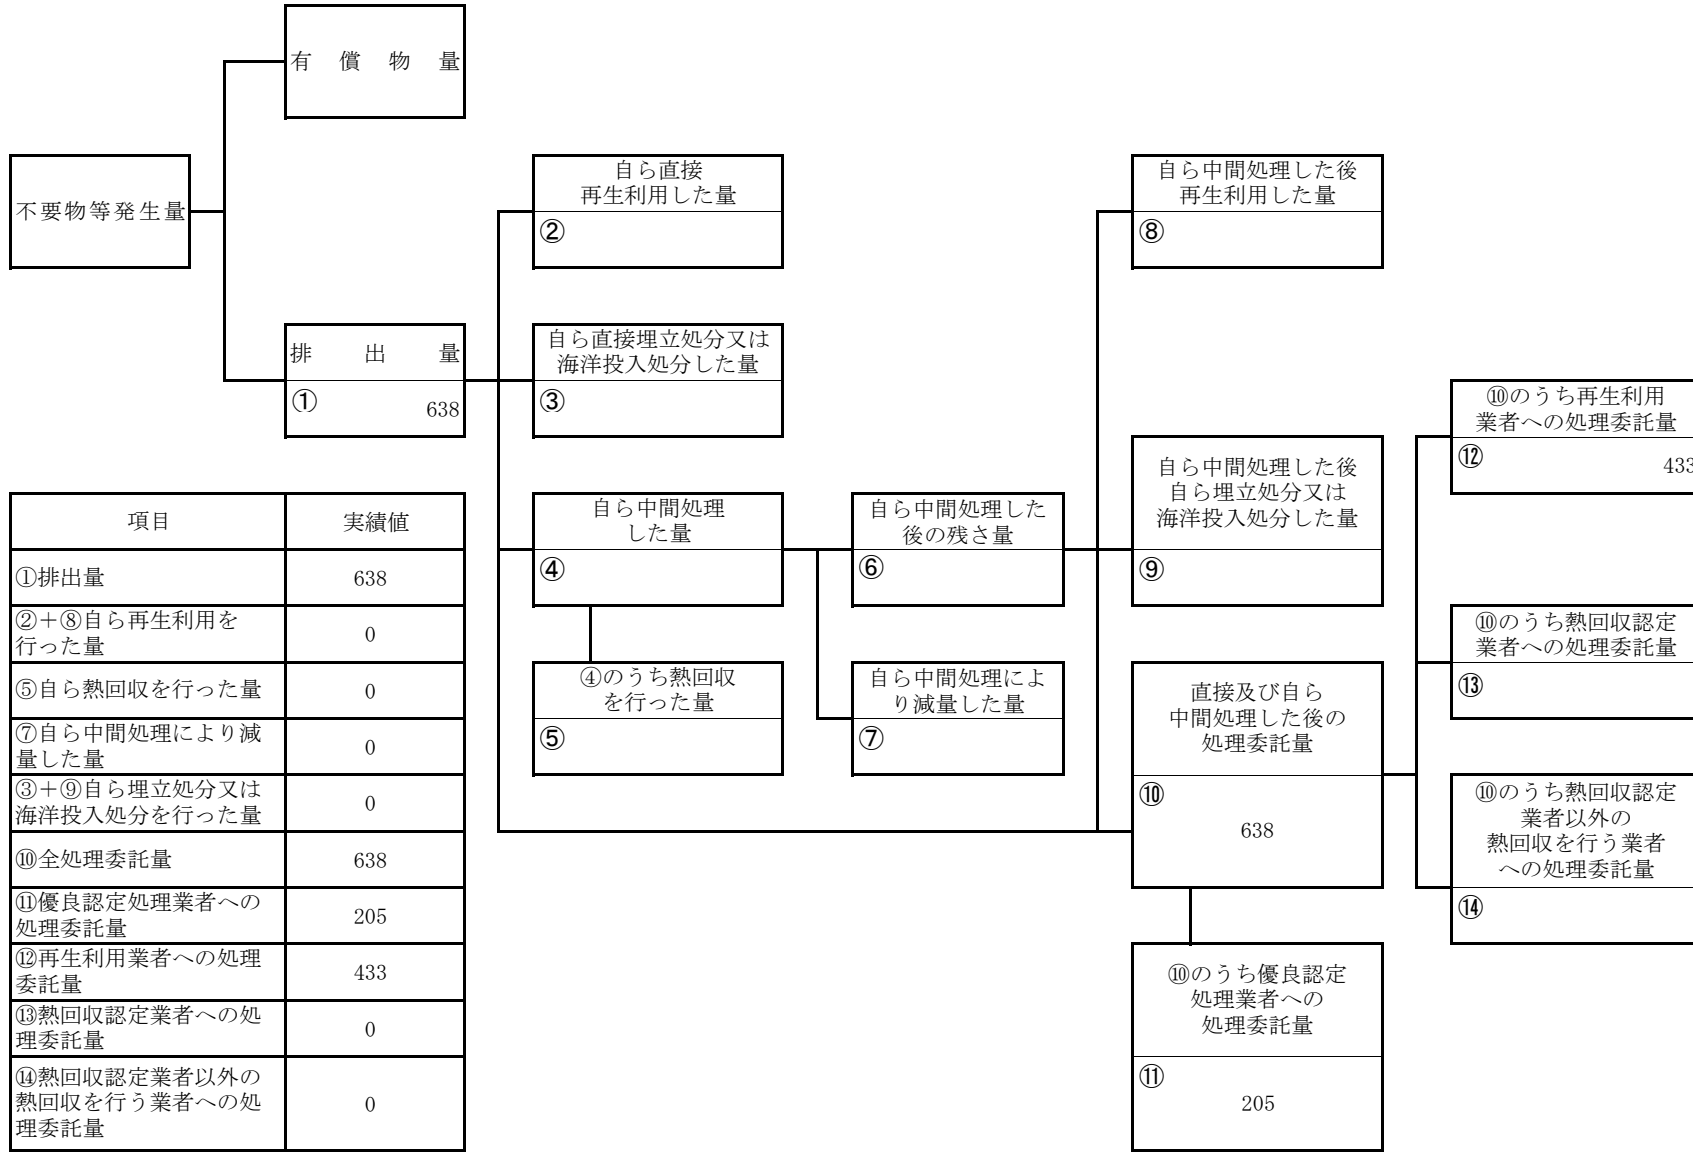 有償物量
不要物等発生量
排出量
① 638
自ら直接
再生利用した量
②
自ら直接埋立処分又は
海洋投入処分した量
③
自ら中間処理
した量
④
④のうち熱回収
を行った量
⑤
自ら中間処理した
後の残さ量
⑥
自ら中間処理によ
り減量した量
⑦
自ら中間処理した後
再生利用した量
⑧
自ら中間処理した後
自ら埋立処分又は
海洋投入処分した量
⑨
直接及び自ら
中間処理した後の
処理委託量
⑩
638
⑩のうち優良認定
処理業者への
処理委託量
⑪
205
⑩のうち再生利用
業者への処理委託量
⑫ 433
⑩のうち熱回収認定
業者への処理委託量
⑬
⑩のうち熱回収認定
業者以外の
熱回収を行う業者
への処理委託量
⑭
項目 実績値
①排出量 638
②＋⑧自ら再生利用を
行った量 0
⑤自ら熱回収を行った量 0
⑦自ら中間処理により減
量した量 0
③＋⑨自ら埋立処分又は
海洋投入処分を行った量 0
⑩全処理委託量 638
⑪優良認定処理業者への
処理委託量 205
⑫再生利用業者への処理
委託量 433
⑬熱回収認定業者への処
理委託量 0
⑭熱回収認定業者以外の
熱回収を行う業者への処
理委託量 0